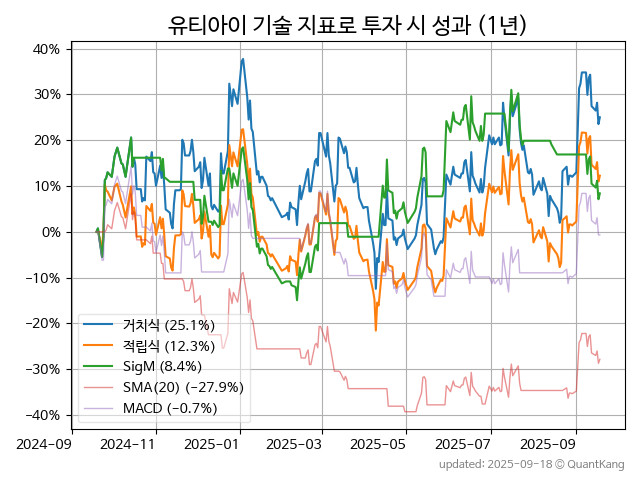 유티아이 기술 지표로 투자 시 성과 (1년)
40%
30%
20%
10%
0%
−10%
−20%
−30%
−40%
거치식 (25.1%)
적립식 (12.3%)
SigM (8.4%)
SMA(20) (−27.9%)
MACD (−0.7%)
2024-09 2024-11 2025-01 2025-03 2025-05 2025-07 2025-09
updated: 2025-09-18 © QuantKang